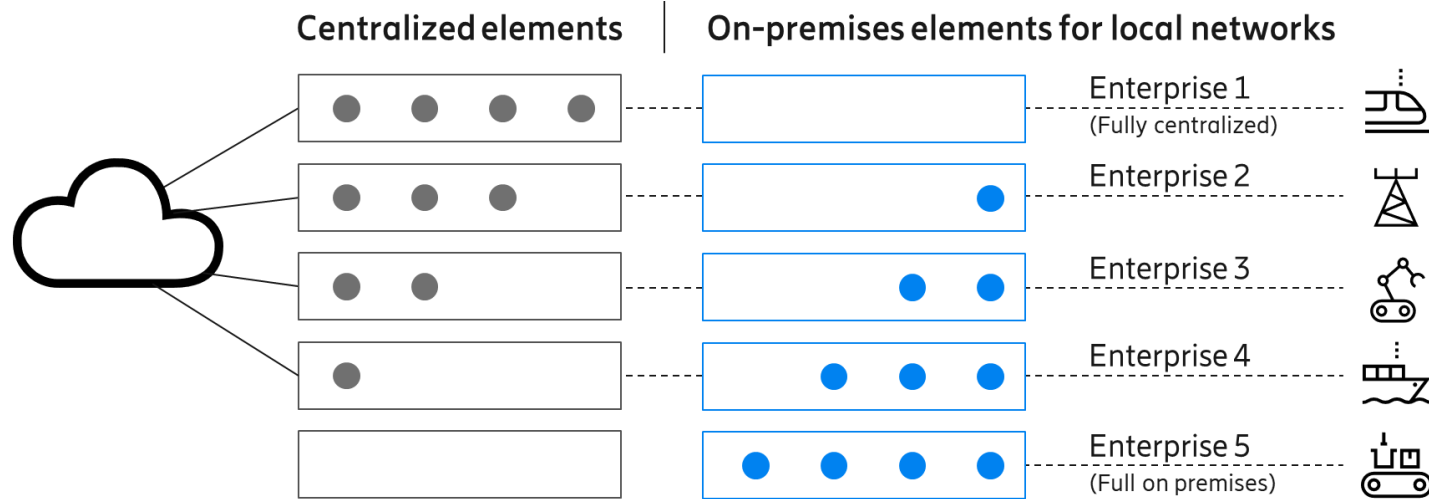 Centralized elements
On-premises elements for local networks
Enterprise 1
(Fully centralized)
Enterprise 2
Enterprise 3
Enterprise 4
Enterprise 5
(Full on premises)